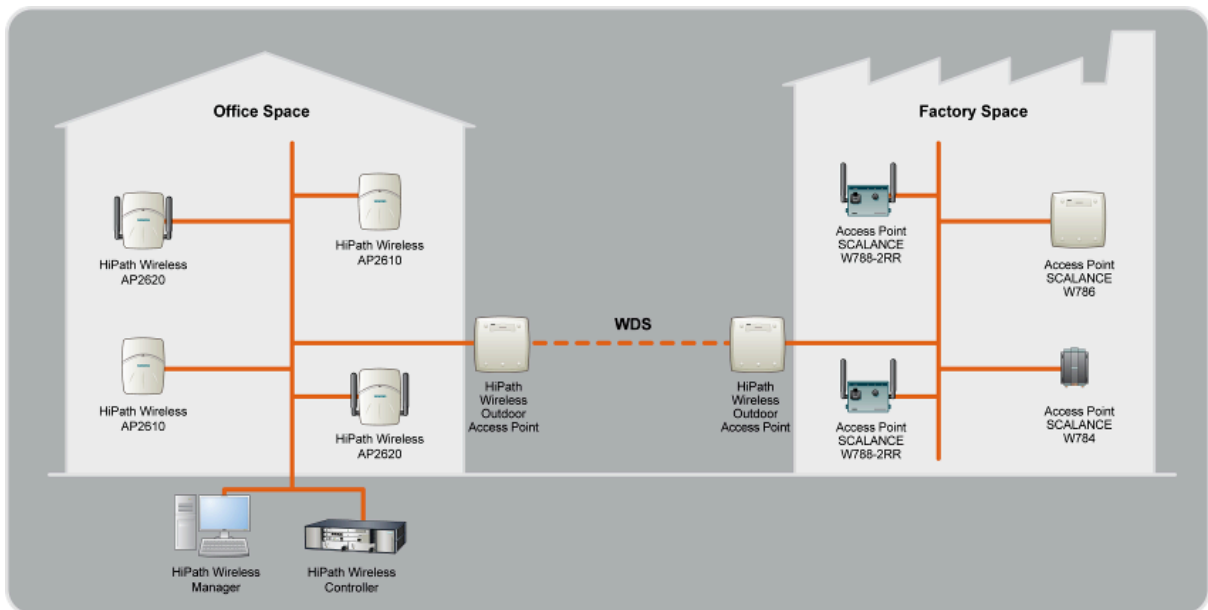 Office Space
Factory Space
HiPath Wireless
AP2620
HiPath Wireless
AP2610
HiPath Wireless
AP2610
HiPath Wireless
AP2620
HiPath
Wireless
Outdoor
Access Point
WDS
HiPath
Wireless
Outdoor
Access Point
Access Point
SCALANCE
W788-2RR
Access Point
SCALANCE
W786
Access Point
SCALANCE
W788-2RR
Access Point
SCALANCE
W784
HiPath Wireless
Manager
HiPath Wireless
Controller